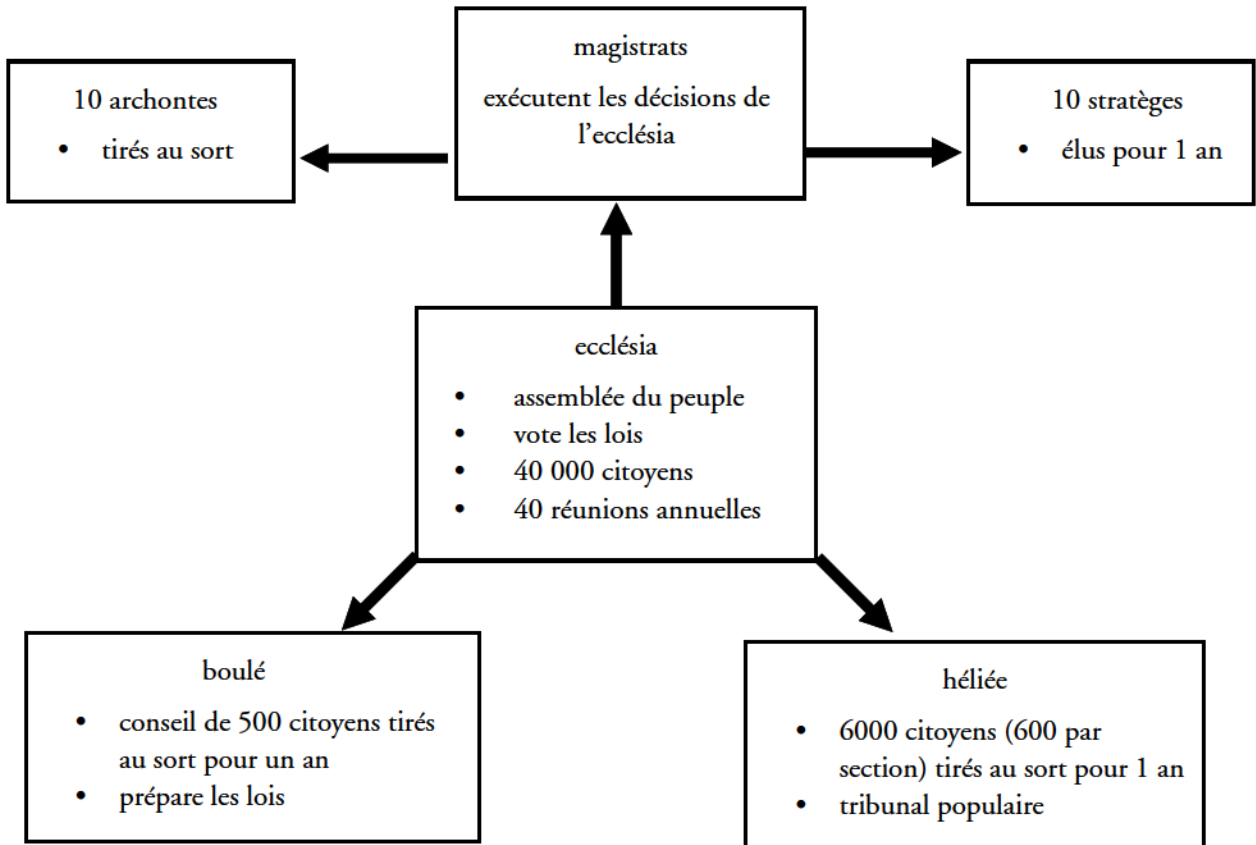 magistrats
exécutent les décisions de
l'ecclésia
10 archontes
• tirés au sort
10 stratèges
• élus pour 1 an
ecclésia
• assemblée du peuple
• vote les lois
• 40 000 citoyens
• 40 réunions annuelles
boulé
• conseil de 500 citoyens tirés
au sort pour un an
• prépare les lois
héliée
• 6000 citoyens (600 par
section) tirés au sort pour 1 an
• tribunal populaire